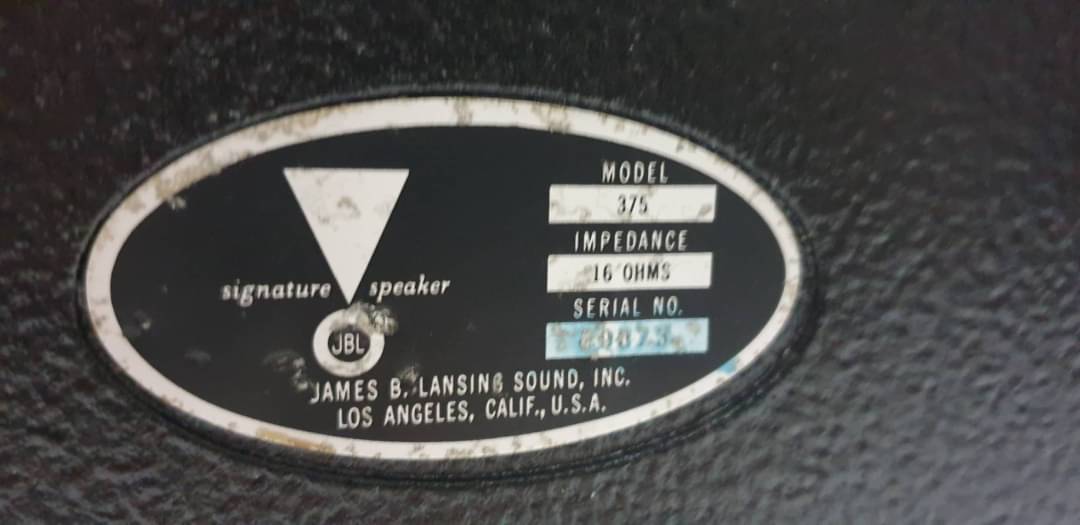 MODEL
375
IMPEDANCE
16 OHMS
signature speaker
SERIAL NO.
JBL
JAMES B. LANSING SOUND, INC.
LOS ANGELES, CALIF., U.S.A.